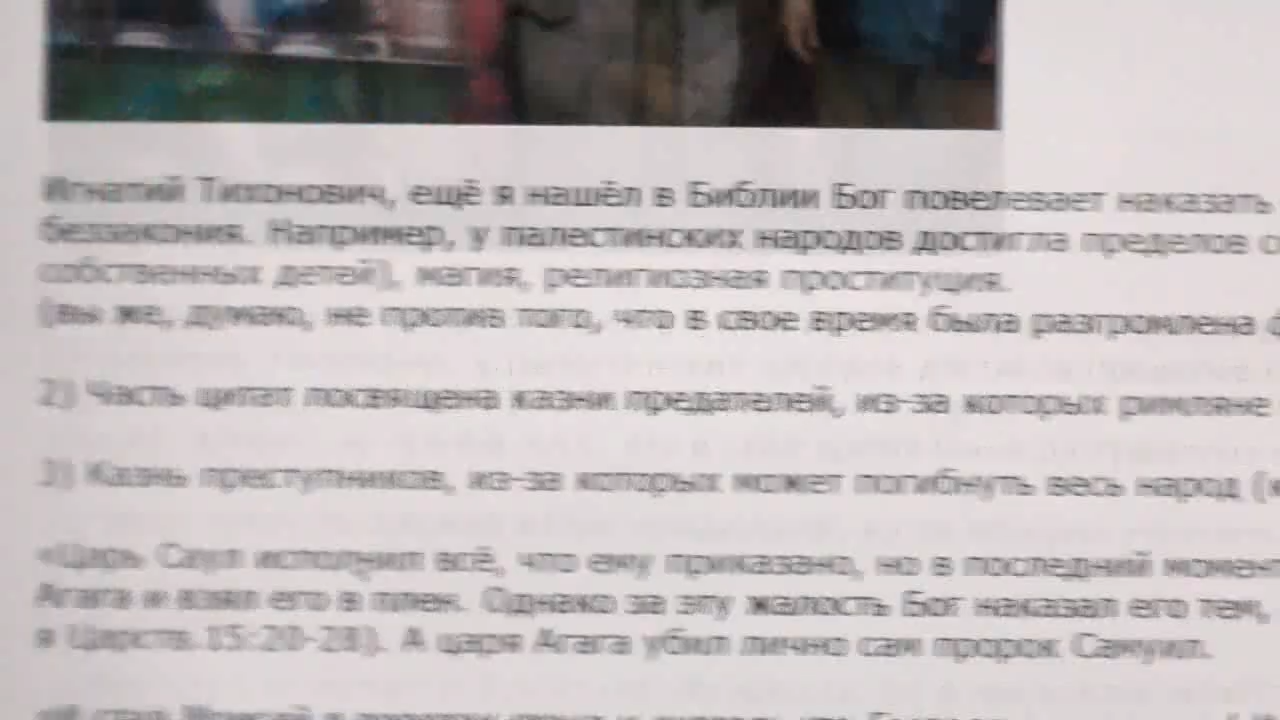 Игнатий Тихонович, ещё я нашёл в Библии Бог повелевает наказать
беззакония. Например, у палестинских народов достигла пределов
собственных детей), магия, религиозная проституция.
(вы же, думаю, не против того, что в свое время была разгромлена
2) Часть цитат посвящена казни предателей, из-за которых римляне
3) Казнь преступников, из-за которых может погибнуть весь народ
«Царь Саул исполнил всё, что ему приказано, но в последний момент
Агага и взял его в плен. Однако за эту жалость Бог наказал его тем,
я Царств 15:20-28). А царя Агага убил лично сам пророк Самуил.